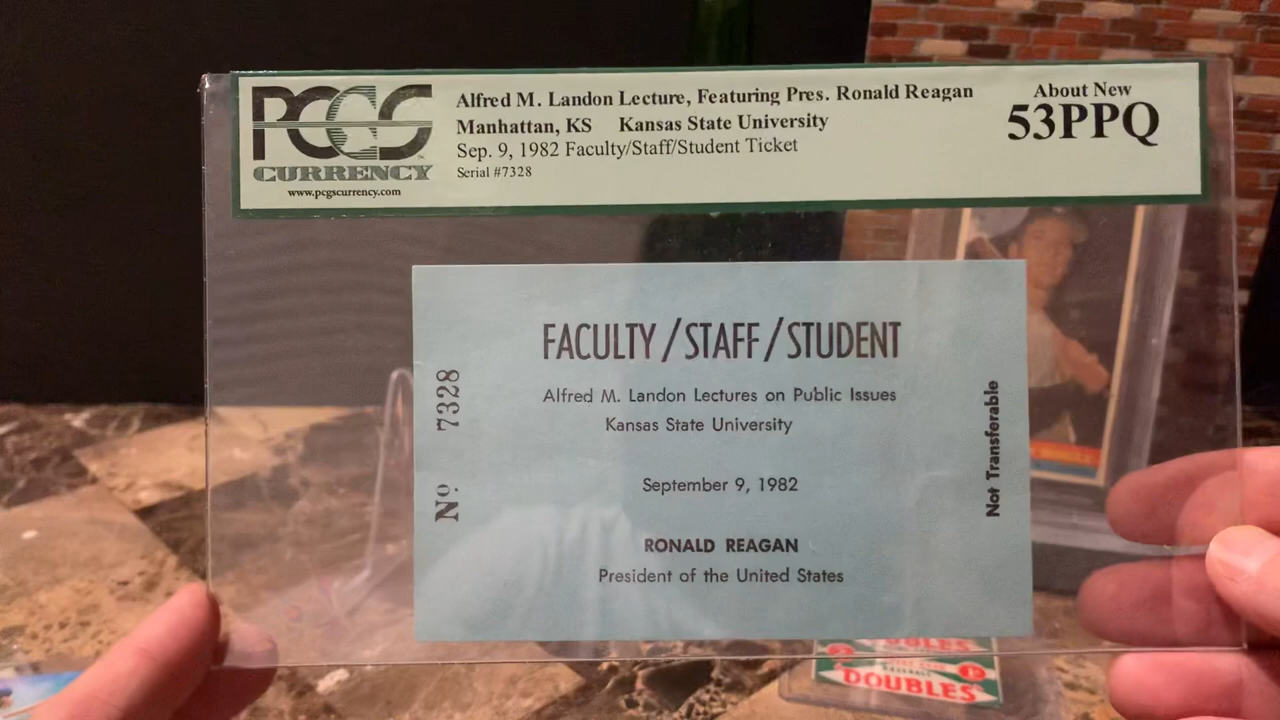 PCGS
CURRENCY
www.pcgscurrency.com
Alfred M. Landon Lecture, Featuring Pres. Ronald Reagan
Manhattan, KS Kansas State University
Sep. 9, 1982 Faculty/Staff/Student Ticket
Serial #7328
About New
53PPQ
FACULTY/STAFF/STUDENT
Alfred M. Landon Lectures on Public Issues
Kansas State University
September 9, 1982
RONALD REAGAN
President of the United States
No. 7328
Not Transferable
DOUBLES
1¢
DOUBLES